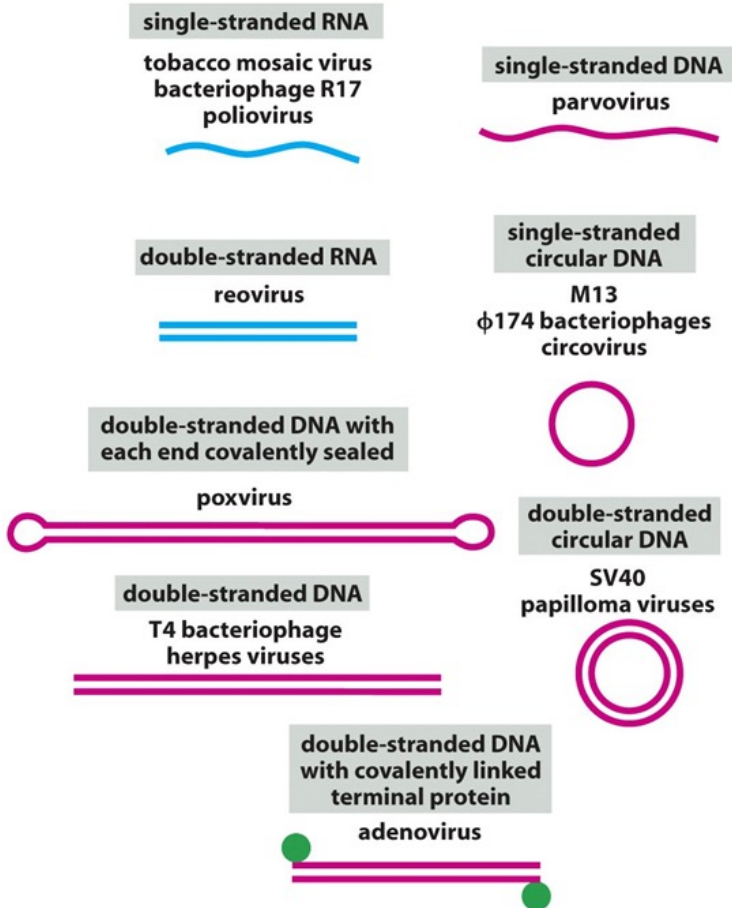 single-stranded RNA
tobacco mosaic virus
bacteriophage R17
poliovirus
single-stranded DNA
parvovirus
double-stranded RNA
reovirus
single-stranded
circular DNA
M13
ϕ174 bacteriophages
circovirus
double-stranded DNA with
each end covalently sealed
poxvirus
double-stranded
circular DNA
SV40
papilloma viruses
double-stranded DNA
T4 bacteriophage
herpes viruses
double-stranded DNA
with covalently linked
terminal protein
adenovirus